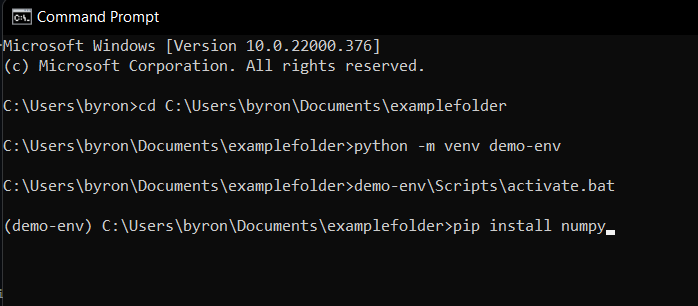 Command Prompt
Microsoft Windows [Version 10.0.22000.376]
(c) Microsoft Corporation. All rights reserved.
C:\Users\byron>cd C:\Users\byron\Documents\examplefolder
C:\Users\byron\Documents\examplefolder>python -m venv demo-env
C:\Users\byron\Documents\examplefolder>demo-env\Scripts\activate.bat
(demo-env) C:\Users\byron\Documents\examplefolder>pip install numpy